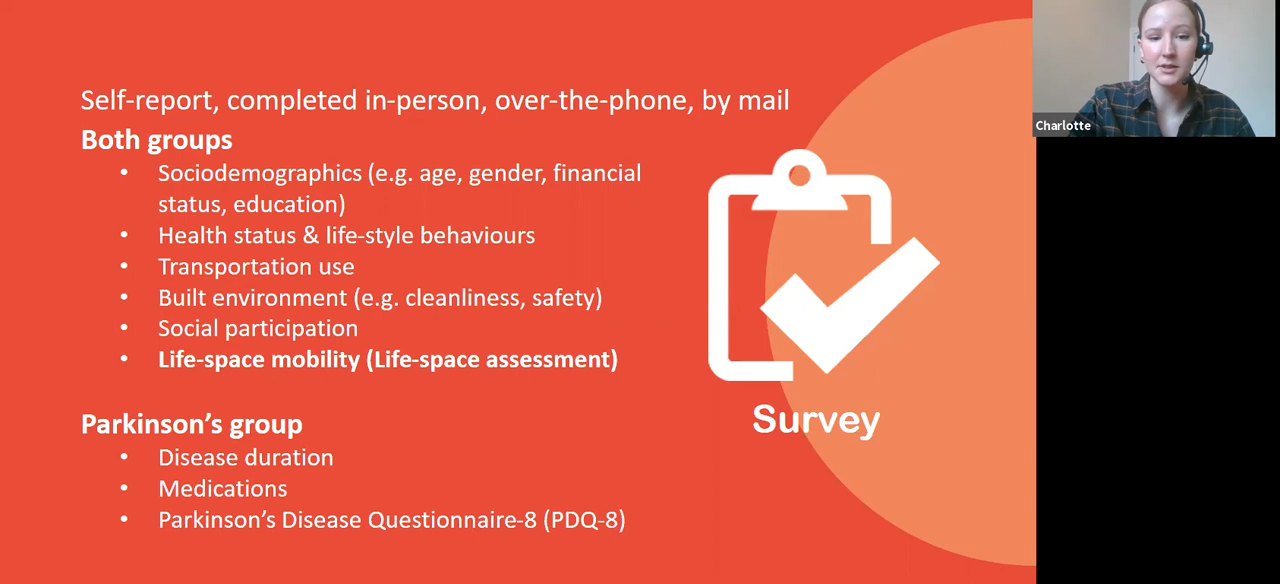 Self-report, completed in-person, over-the-phone, by mail
Both groups
• Sociodemographics (e.g. age, gender, financial
status, education)
• Health status & life-style behaviours
• Transportation use
• Built environment (e.g. cleanliness, safety)
• Social participation
• Life-space mobility (Life-space assessment)
Parkinson’s group
• Disease duration
• Medications
• Parkinson’s Disease Questionnaire-8 (PDQ-8)
Survey
Charlotte